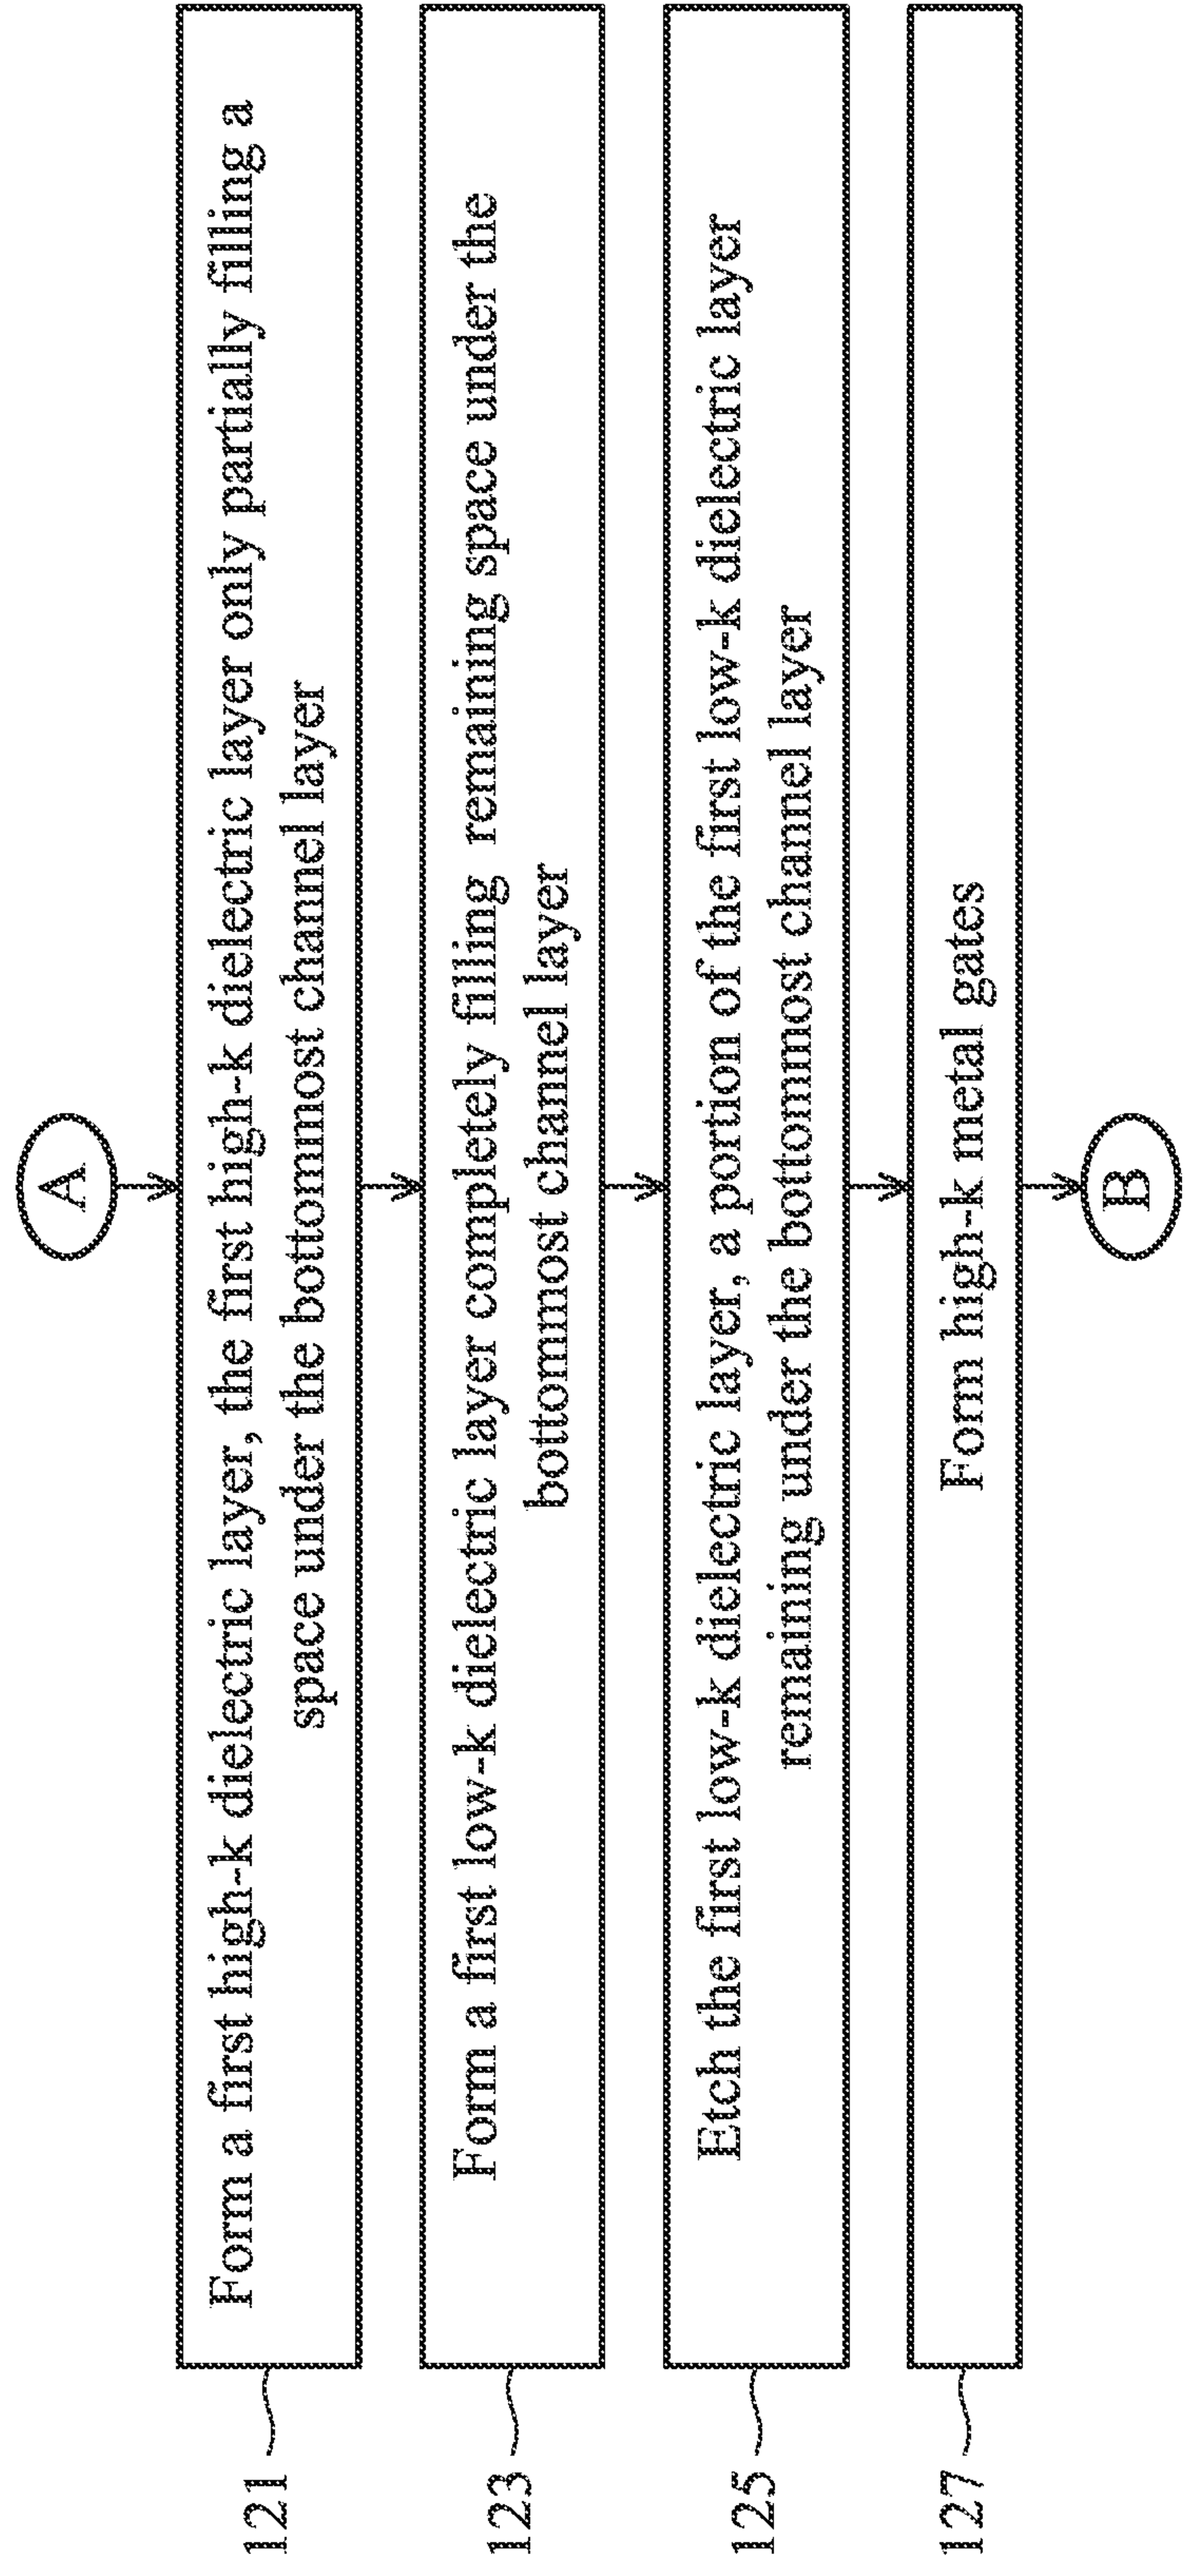 A
121
Form a first high-k dielectric layer, the first high-k dielectric layer only partially filling a
space under the bottommost channel layer
123
Form a first low-k dielectric layer completely filling remaining space under the
bottommost channel layer
125
Etch the first low-k dielectric layer, a portion of the first low-k dielectric layer
remaining under the bottommost channel layer
127
Form high-k metal gates
B